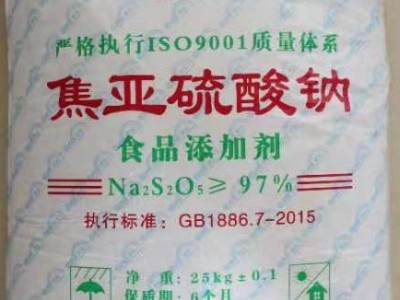 严格执行ISO9001质量体系
焦亚硫酸钠
食品添加剂
Na₂S₂O₅≥97%
执行标准：GB1886.7-2015
净 重：25kg±0.1
保质期：6个月